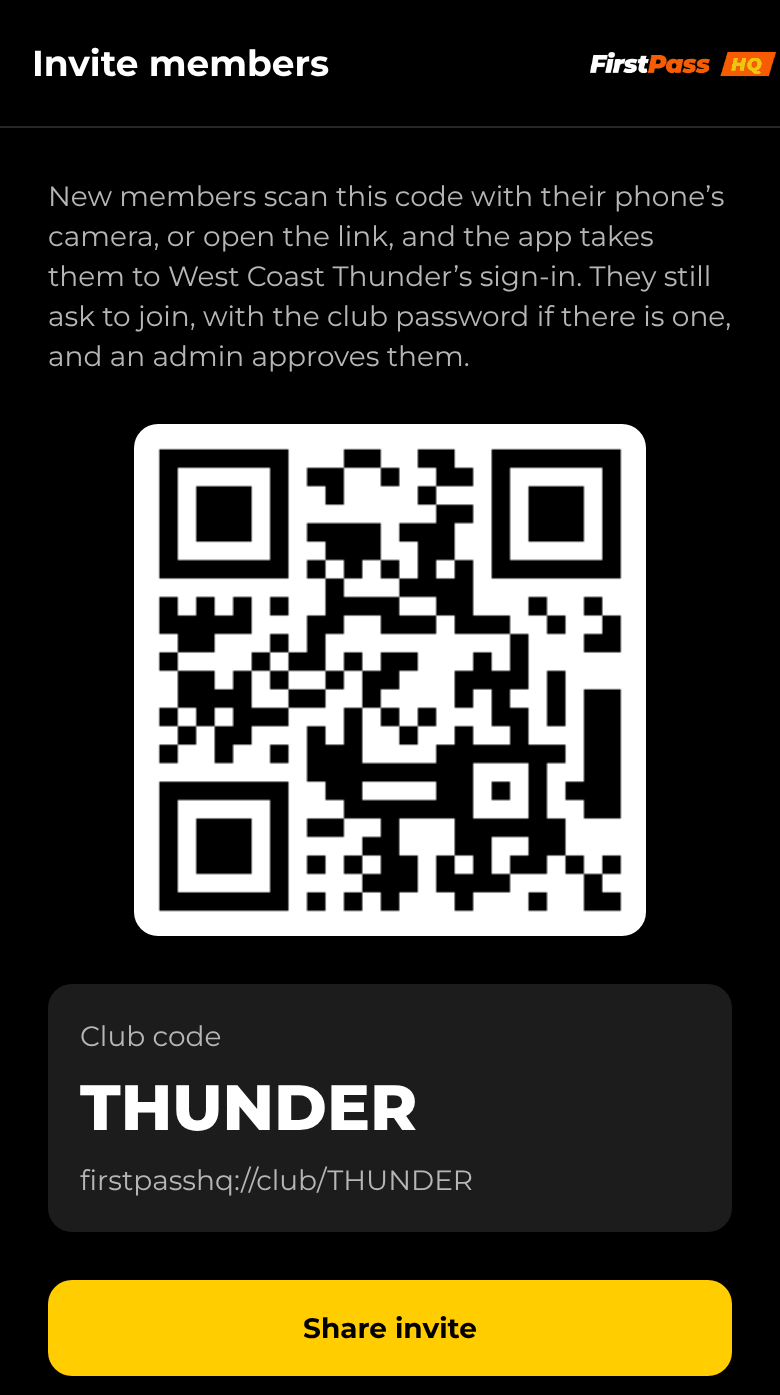 Invite members
FirstPass HQ
New members scan this code with their phone’s
camera, or open the link, and the app takes
them to West Coast Thunder’s sign-in. They still
ask to join, with the club password if there is one,
and an admin approves them.
Club code
THUNDER
firstpasshq://club/THUNDER
Share invite